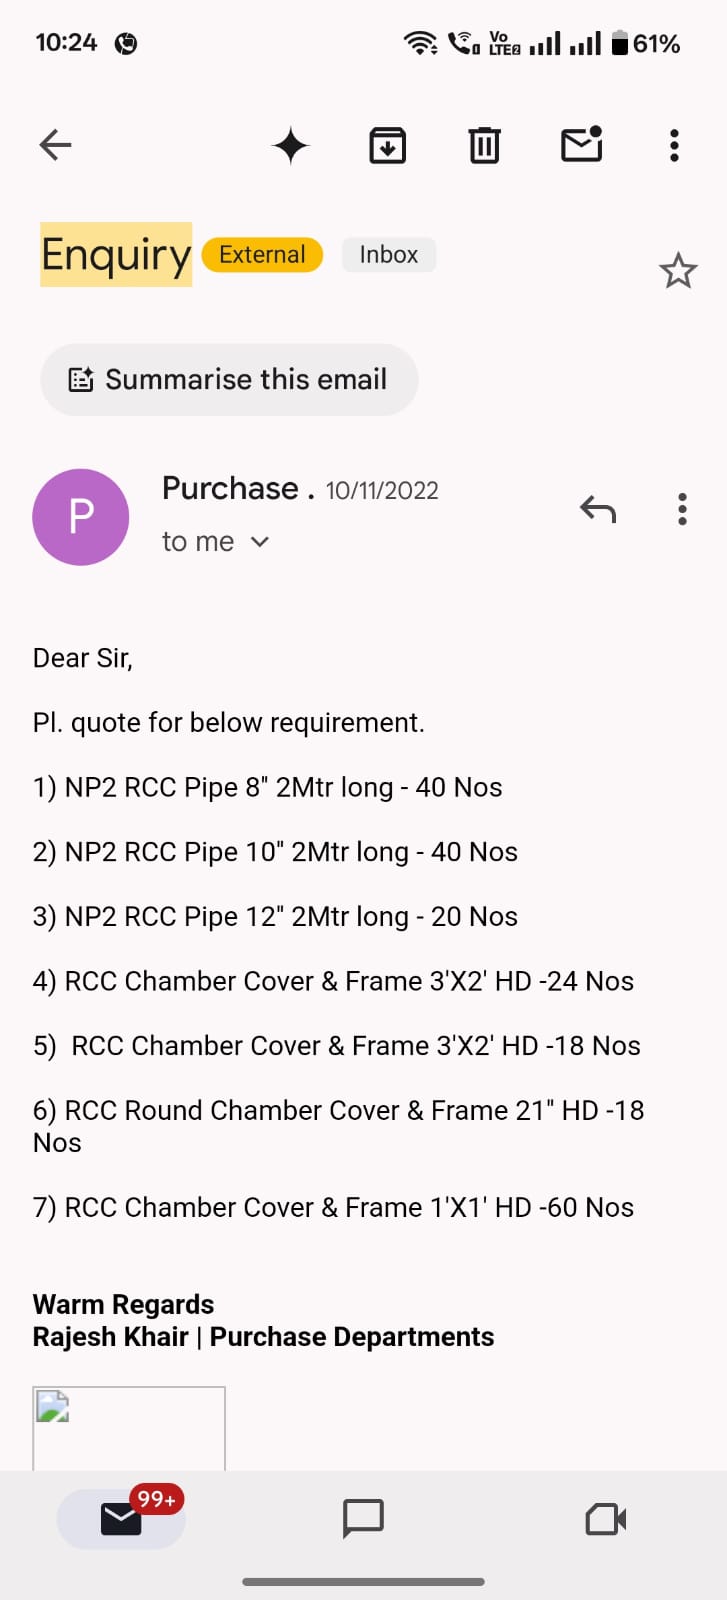 10:24
Vo
LTE2
61%
Enquiry External Inbox
Summarise this email
P
Purchase . 10/11/2022
to me
Dear Sir,
Pl. quote for below requirement.
1) NP2 RCC Pipe 8" 2Mtr long - 40 Nos
2) NP2 RCC Pipe 10" 2Mtr long - 40 Nos
3) NP2 RCC Pipe 12" 2Mtr long - 20 Nos
4) RCC Chamber Cover & Frame 3'X2' HD -24 Nos
5)  RCC Chamber Cover & Frame 3'X2' HD -18 Nos
6) RCC Round Chamber Cover & Frame 21" HD -18
Nos
7) RCC Chamber Cover & Frame 1'X1' HD -60 Nos
Warm Regards
Rajesh Khair | Purchase Departments
99+